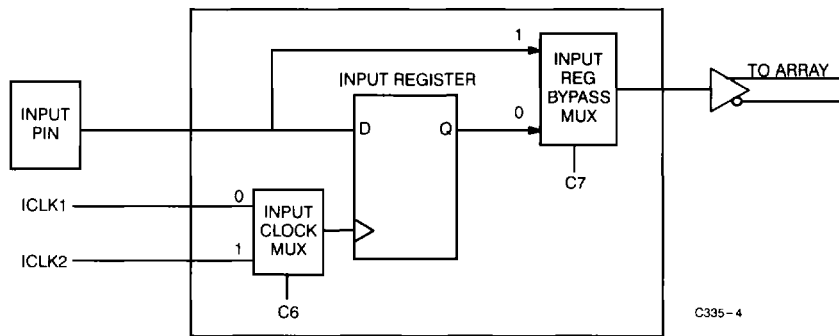 INPUT
PIN
INPUT REGISTER
1
INPUT
REG
BYPASS
MUX
TO ARRAY
D
Q
0
C7
ICLK1
0
INPUT
CLOCK
MUX
ICLK2
1
C6
C335-4